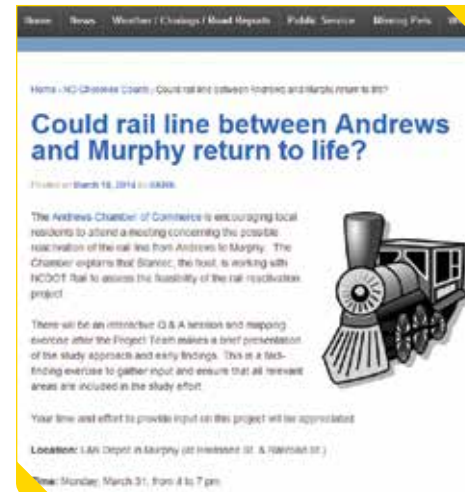 Home News Weather / Closings / Road Reports Public Service Missing Pets
Home › NC-Cherokee County › Could rail line between Andrews and Murphy return to life?
Could rail line between Andrews
and Murphy return to life?
Posted on March 18, 2014 by
The Andrews Chamber of Commerce is encouraging local
residents to attend a meeting concerning the possible
reactivation of the rail line from Andrews to Murphy. The
Chamber explains that Stantec, the host, is working with
NCDOT Rail to assess the feasibility of the rail reactivation
project.
There will be an interactive Q & A session and mapping
exercise after the Project Team makes a brief presentation
of the study approach and early findings. This is a fact-
finding exercise to gather input and ensure that all relevant
areas are included in the study effort.
Your time and effort to provide input on this project will be appreciated
Location: L&N Depot in Murphy (at St. & Railroad St.)
Time: Monday, March 31, from 4 to 7 pm